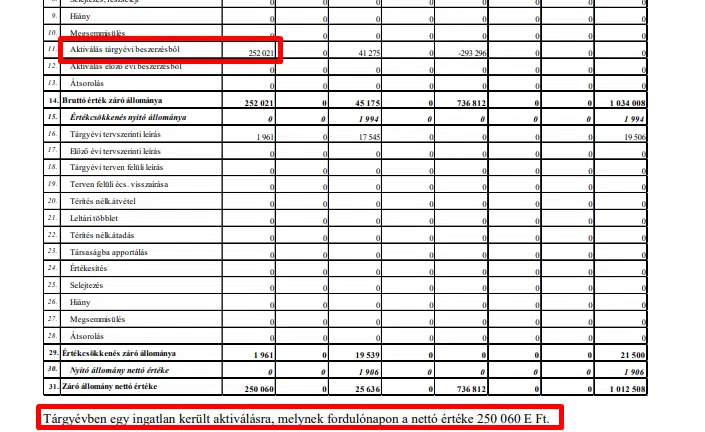 9. Hiány 0 0 0 0 0 0 0
10. Megsemmisülés 0 0 0 0 0 0 0
11. Aktiválás tárgyévi beszerzésből 252 021 0 41 275 0 -293 296 0 0 0
12. Aktiválás előző évi beszerzésből 0 0 0 0 0 0 0 0
13. Átsorolás 0 0 0 0 0 0 0 0
14. Bruttó érték záró állománya 252 021 0 45 175 0 736 812 0 0 1 034 008
15. Értékcsökkenés nyitó állománya 0 0 1 994 0 0 0 0 1 994
16. Tárgyévi tervszerinti leírás 1 961 0 17 545 0 0 0 0 19 506
17. Előző évi tervszerinti leírás 0 0 0 0 0 0 0 0
18. Tárgyévi terven felüli leírás 0 0 0 0 0 0 0 0
19. Terven felüli écs. visszaírása 0 0 0 0 0 0 0 0
20. Térítés nélk.átvétel 0 0 0 0 0 0 0 0
21. Leltári többlet 0 0 0 0 0 0 0 0
22. Térítés nélk.átadás 0 0 0 0 0 0 0 0
23. Társaságba apportálás 0 0 0 0 0 0 0 0
24. Értékesítés 0 0 0 0 0 0 0 0
25. Selejtezés 0 0 0 0 0 0 0 0
26. Hiány 0 0 0 0 0 0 0 0
27. Megsemmisülés 0 0 0 0 0 0 0 0
28. Átsorolás 0 0 0 0 0 0 0 0
29. Értékcsökkenés záró állománya 1 961 0 19 539 0 0 0 0 21 500
30. Nyitó állomány nettó értéke 0 0 1 906 0 0 0 0 1 906
31. Záró állomány nettó értéke 250 060 0 25 636 0 736 812 0 0 1 012 508
Tárgyévben egy ingatlan került aktiválásra, melynek fordulónapon a nettó értéke 250 060 E Ft.